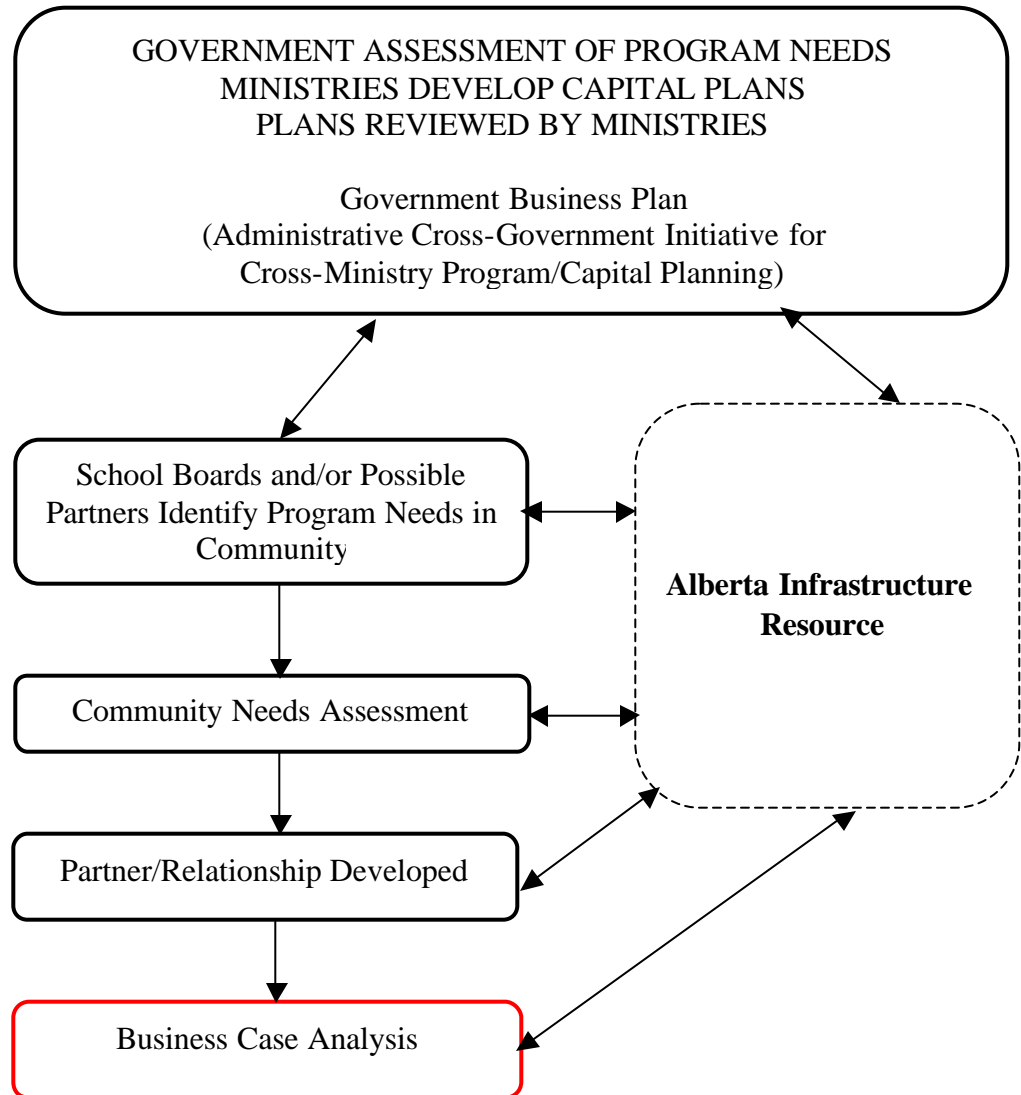 GOVERNMENT ASSESSMENT OF PROGRAM NEEDS
MINISTRIES DEVELOP CAPITAL PLANS
PLANS REVIEWED BY MINISTRIES
Government Business Plan
(Administrative Cross-Government Initiative for
Cross-Ministry Program/Capital Planning)
School Boards and/or Possible
Partners Identify Program Needs in
Community
Alberta Infrastructure
Resource
Community Needs Assessment
Partner/Relationship Developed
Business Case Analysis